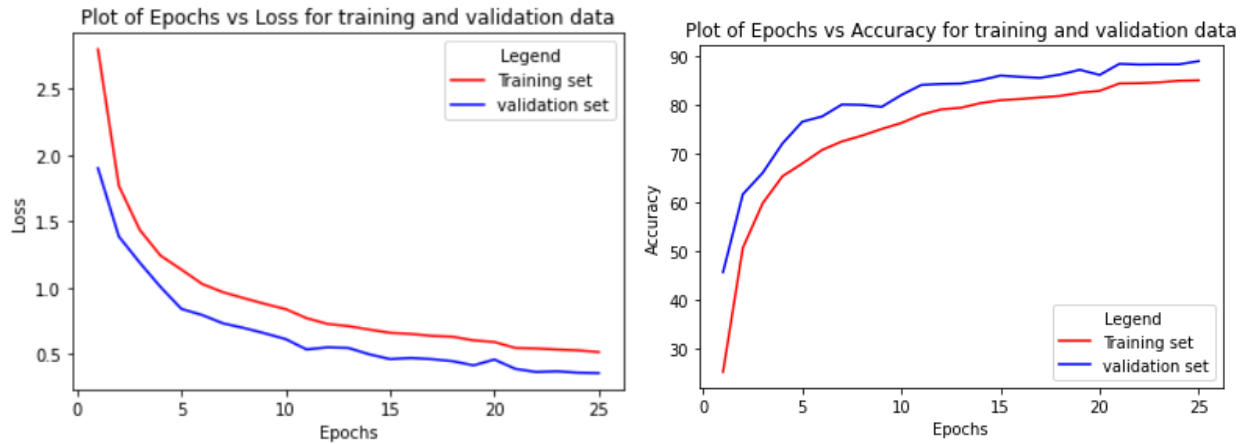 Plot of Epochs vs Loss for training and validation data
Legend
Training set
validation set
2.5
2.0
1.5
1.0
0.5
Loss
0
5
10
15
20
25
Epochs
Plot of Epochs vs Accuracy for training and validation data
90
80
70
60
50
40
30
Accuracy
Legend
Training set
validation set
0
5
10
15
20
25
Epochs